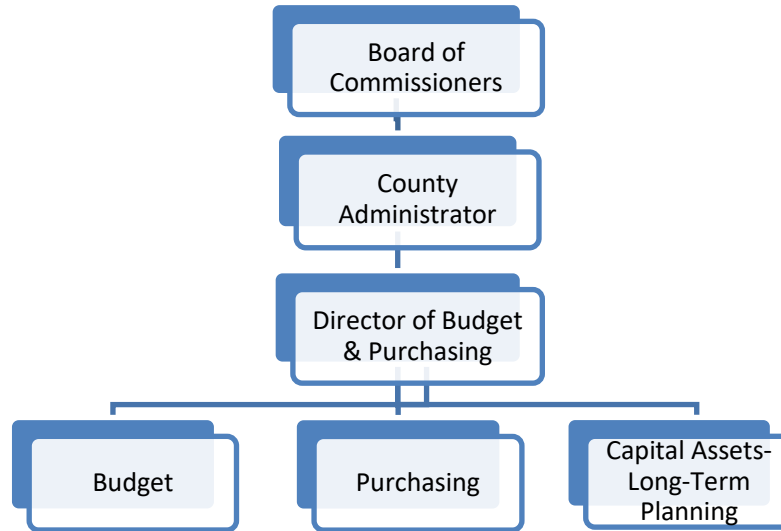 Board of
Commissioners
County
Administrator
Director of Budget
& Purchasing
Budget
Purchasing
Capital Assets-
Long-Term
Planning